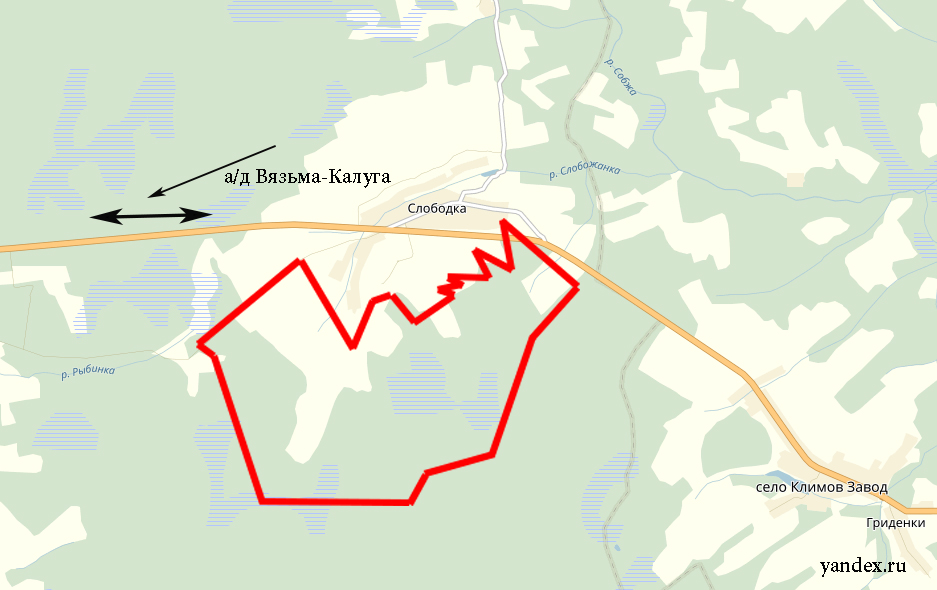 р. Собжа
р. Слобожанка
а/д Вязьма-Калуга
Слободка
р. Рыбинка
село Климов Завод
Гриденки
yandex.ru